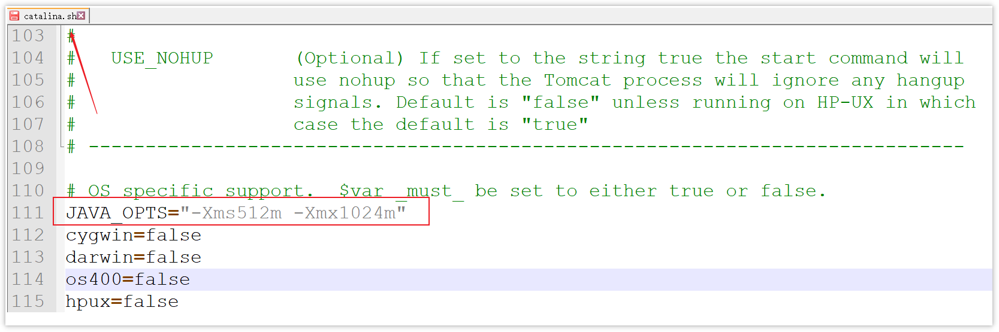 catalina.sh
103 #
104 # USE_NOHUP (Optional) If set to the string true the start command will
105 # use nohup so that the Tomcat process will ignore any hangup
106 # signals. Default is "false" unless running on HP-UX in which
107 # case the default is "true"
108 # -----------------------------------------------------------------------------
109
110 # OS specific support. $var _must_ be set to either true or false.
111 JAVA_OPTS="-Xms512m -Xmx1024m"
112 cygwin=false
113 darwin=false
114 os400=false
115 hpux=false